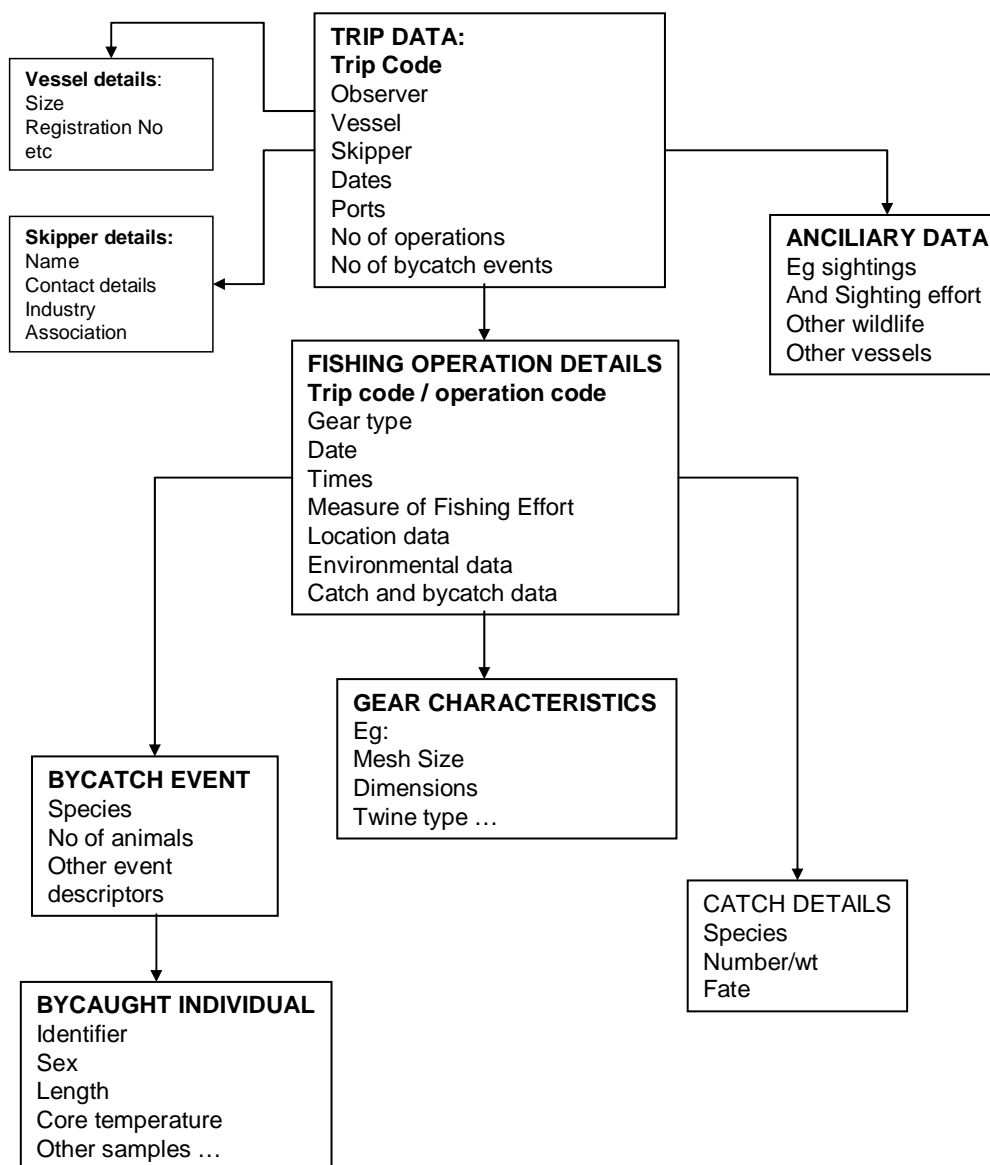 TRIP DATA:
Trip Code
Observer
Vessel
Skipper
Dates
Ports
No of operations
No of bycatch events
Vessel details:
Size
Registration No
etc
Skipper details:
Name
Contact details
Industry
Association
ANCILIARY DATA
Eg sightings
And Sighting effort
Other wildlife
Other vessels
FISHING OPERATION DETAILS
Trip code / operation code
Gear type
Date
Times
Measure of Fishing Effort
Location data
Environmental data
Catch and bycatch data
GEAR CHARACTERISTICS
Eg:
Mesh Size
Dimensions
Twine type …
BYCATCH EVENT
Species
No of animals
Other event
descriptors
CATCH DETAILS
Species
Number/wt
Fate
BYCAUGHT INDIVIDUAL
Identifier
Sex
Length
Core temperature
Other samples …